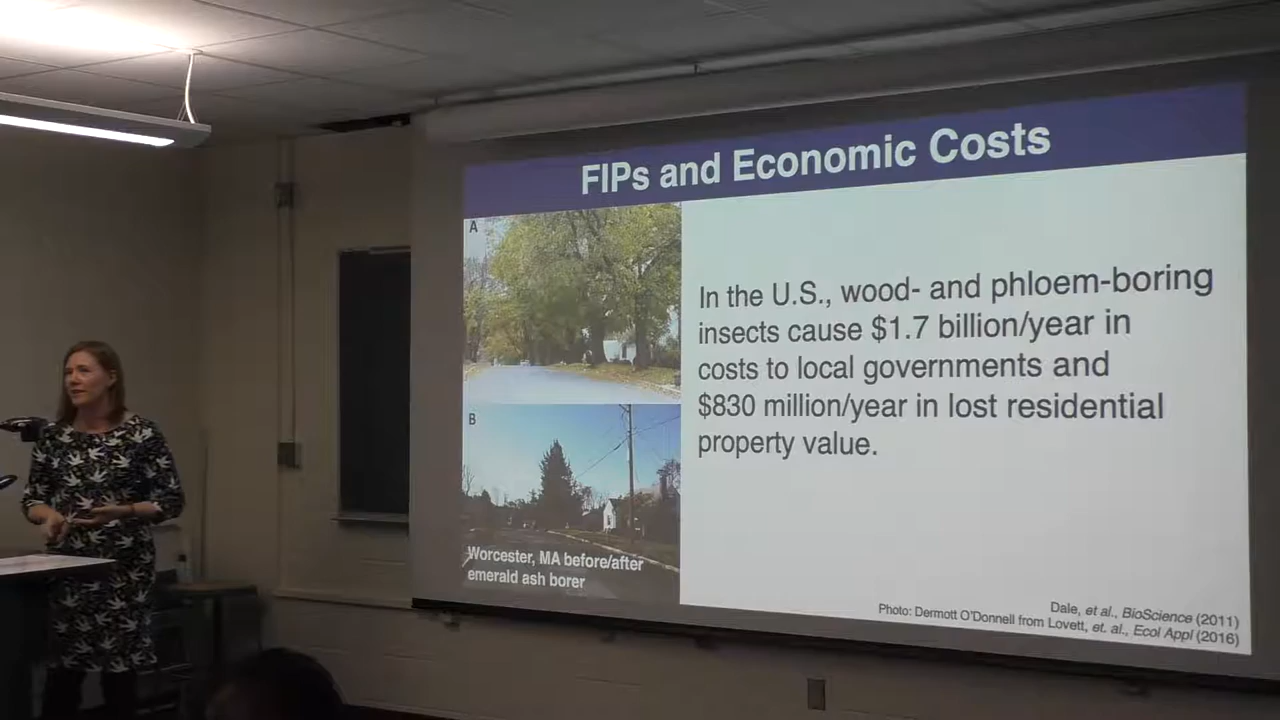 FIPs and Economic Costs
A
In the U.S., wood- and phloem-boring
insects cause $1.7 billion/year in
costs to local governments and
$830 million/year in lost residential
property value.
B
Worcester, MA before/after
emerald ash borer
Dale, et al., BioScience (2011)
Photo: Dermott O'Donnell from Lovett, et. al., Ecol Appl (2016)